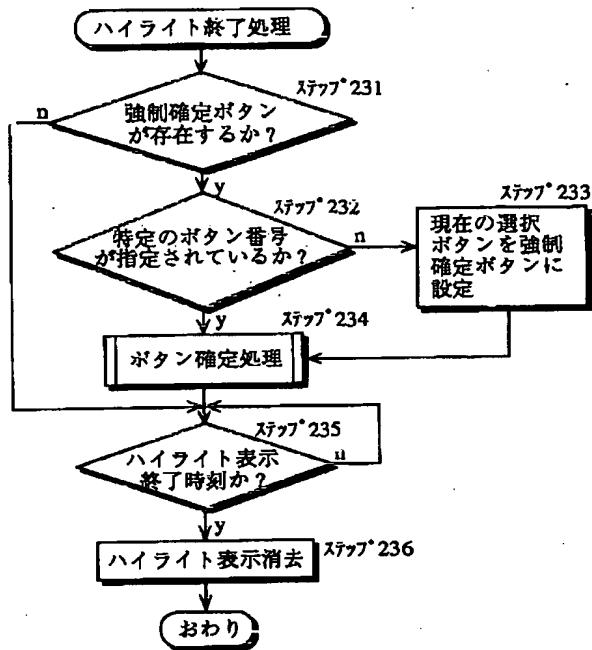 ハイライト終了処理
ステップ231
強制確定ボタン
が存在するか?
n
y
ステップ232
特定のボタン番号
が指定されているか?
n
y
ステップ233
現在の選択
ボタンを強制
確定ボタンに
設定
ステップ234
ボタン確定処理
ステップ235
ハイライト表示
終了時刻か?
n
y
ステップ236
ハイライト表示消去
おわり